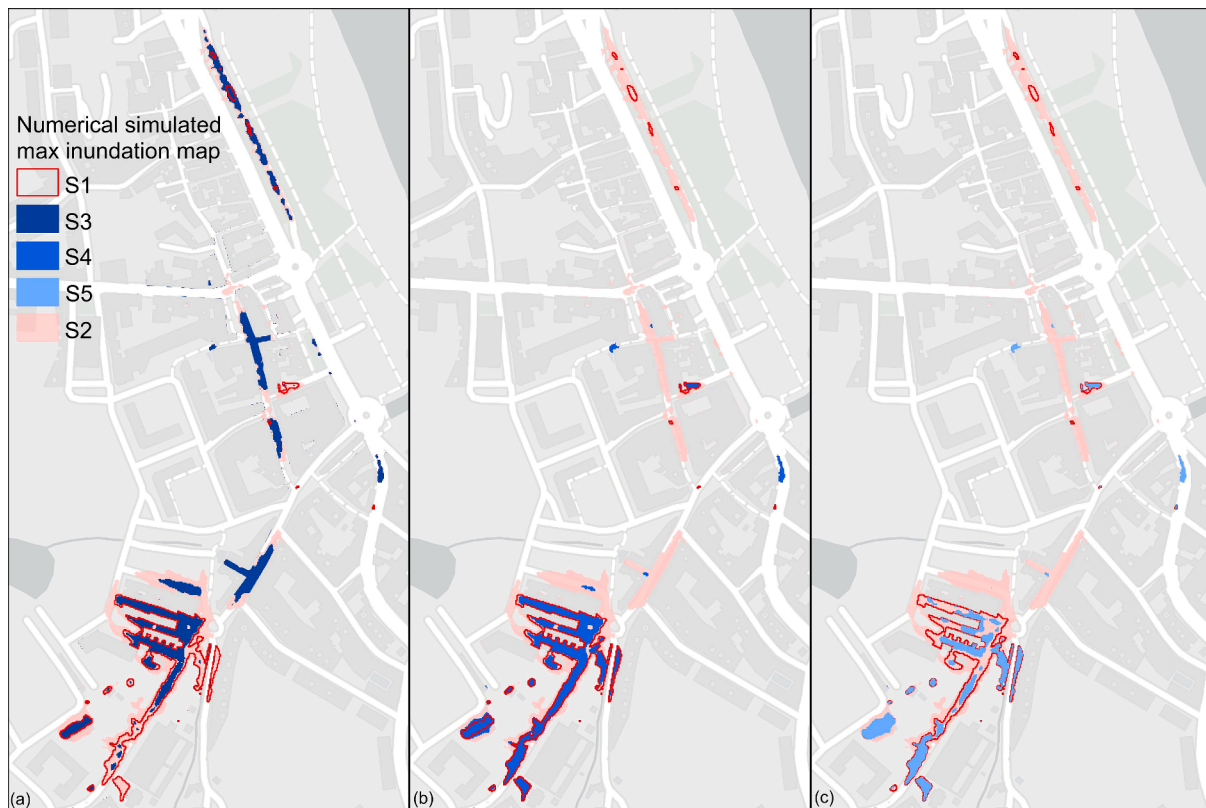 Numerical simulated
max inundation map
S1
S3
S4
S5
S2
(a)
(b)
(c)